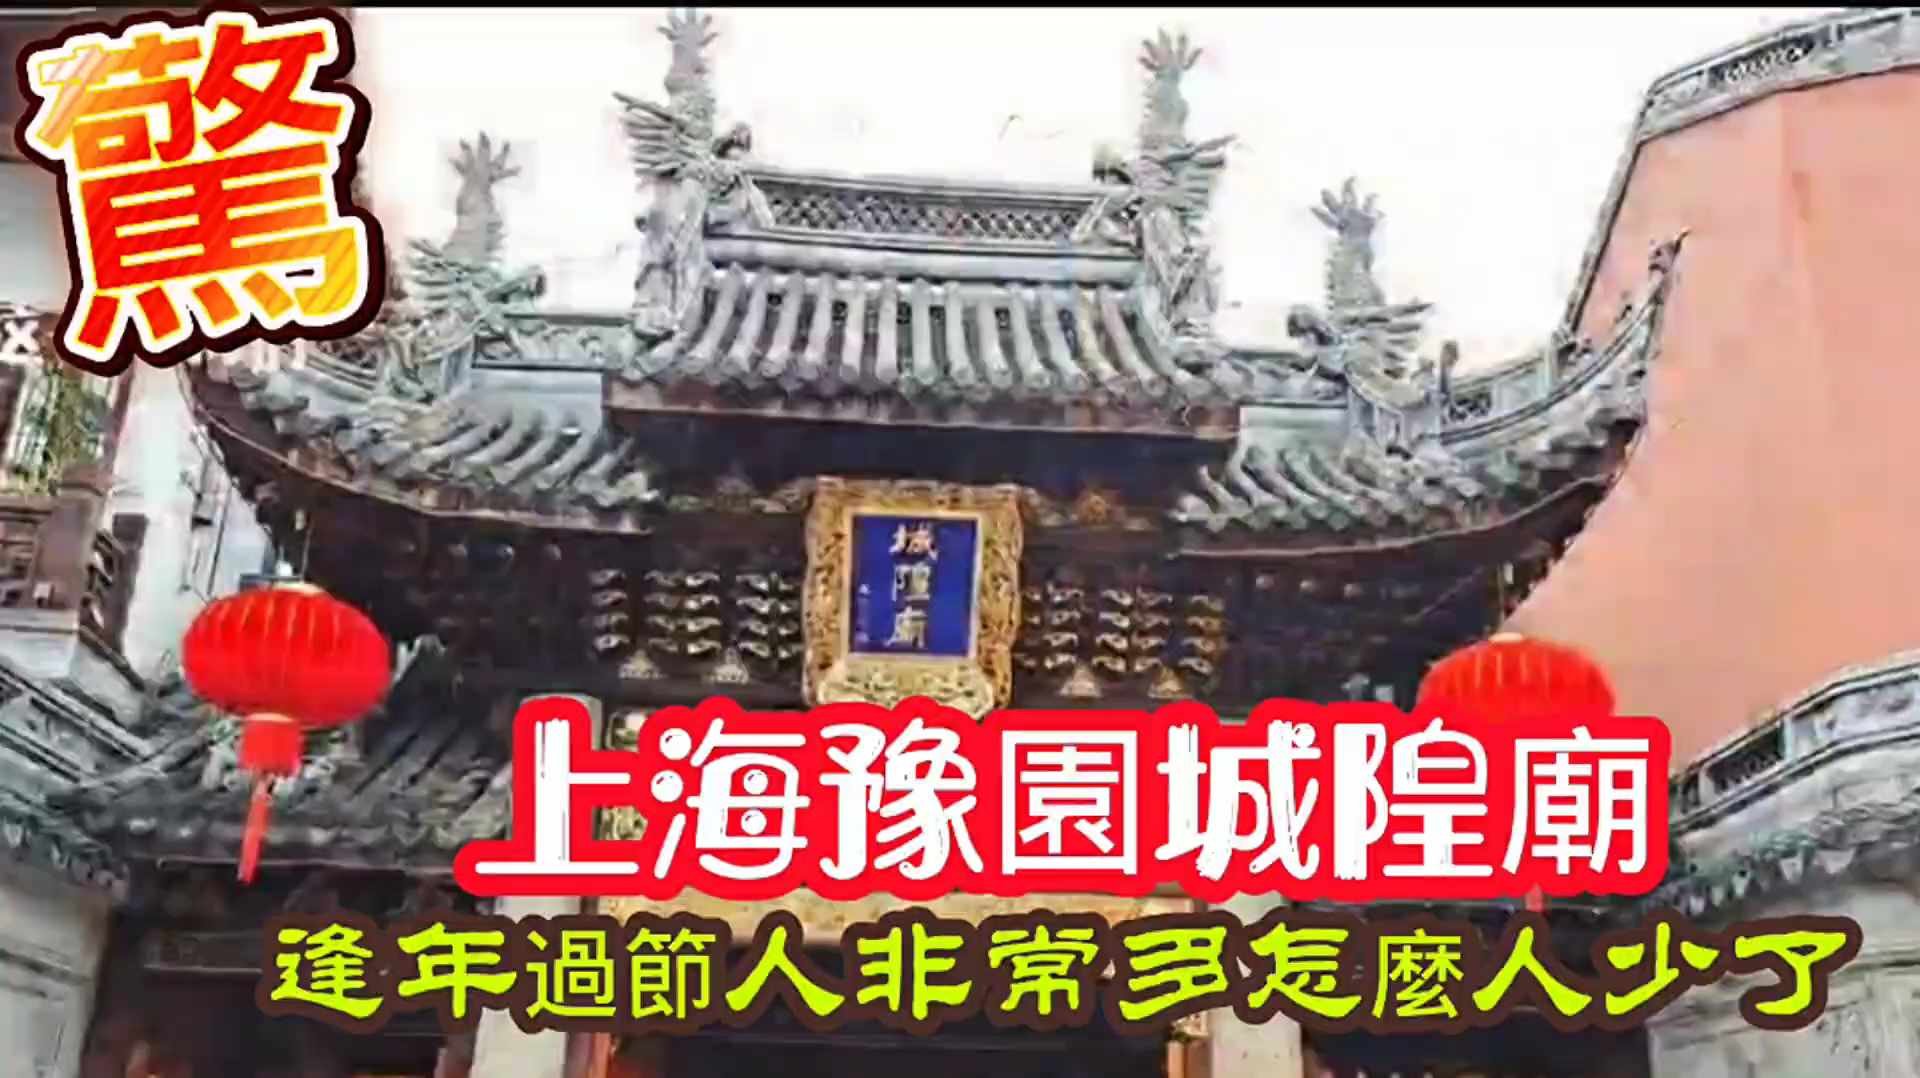 驚
城隍廟
上海豫園城隍廟
逢年過節人非常多怎麼人少了